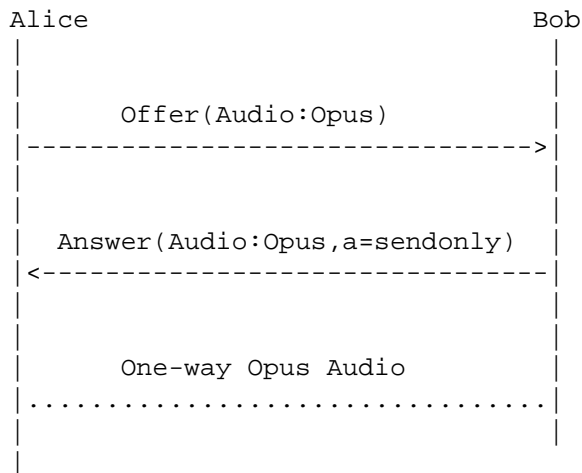 Alice Bob
Offer(Audio:Opus)
Answer(Audio:Opus,a=sendonly)
One-way Opus Audio